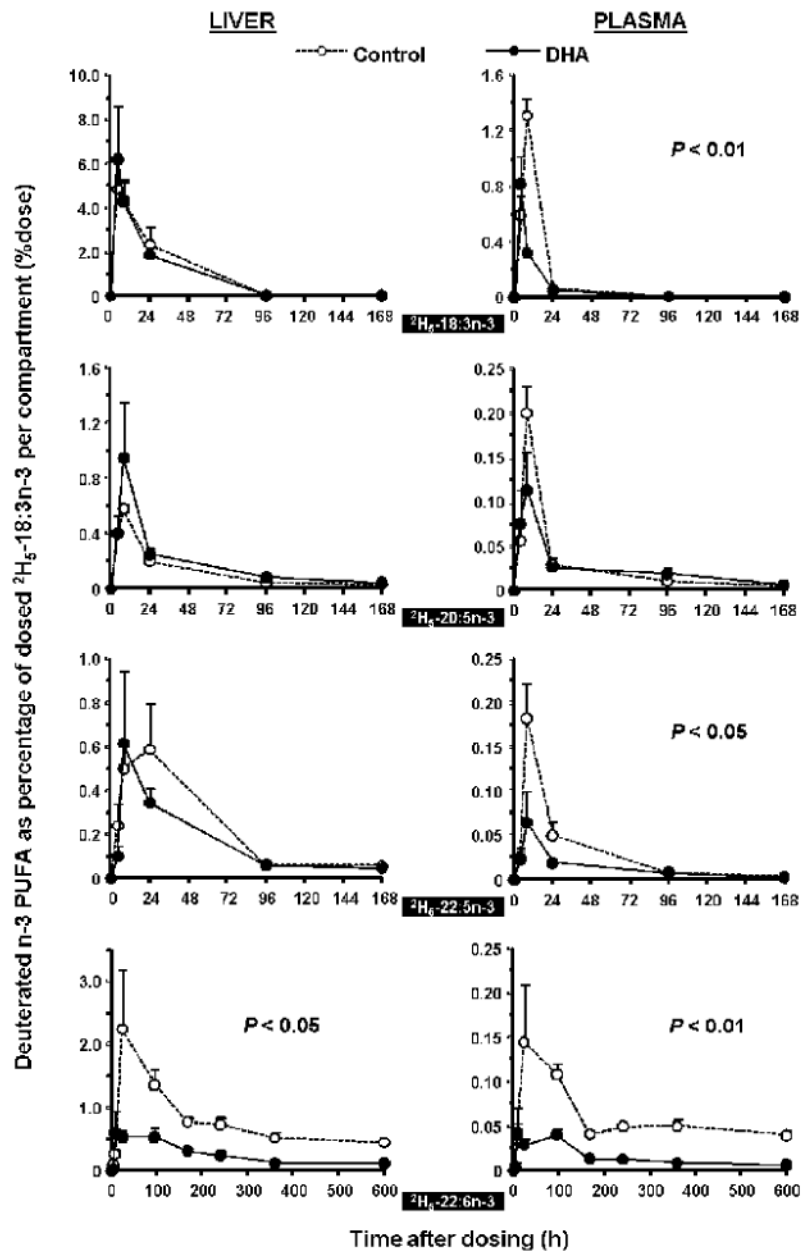 LIVER
PLASMA
Control
DHA
Deuterated n-3 PUFA as percentage of dosed ²H₅-18:3n-3 per compartment (%dose)
10.0
8.0
6.0
4.0
2.0
0
0 24 48 72 96 120 144 168
1.6
1.2
0.8
0.4
0
P < 0.01
0 24 48 72 96 120 144 168
²H₅-18:3n-3
1.6
1.2
0.8
0.4
0
0 24 48 72 96 120 144 168
0.25
0.20
0.15
0.10
0.05
0
0 24 48 72 96 120 144 168
²H₅-20:5n-3
1.0
0.8
0.6
0.4
0.2
0
0 24 48 72 96 120 144 168
0.25
0.20
0.15
0.10
0.05
0
P < 0.05
0 24 48 72 96 120 144 168
²H₅-22:5n-3
3.0
2.0
1.0
0.5
0
P < 0.05
0 100 200 300 400 500 600
0.25
0.20
0.15
0.10
0.05
0
P < 0.01
0 100 200 300 400 500 600
²H₅-22:6n-3
Time after dosing (h)